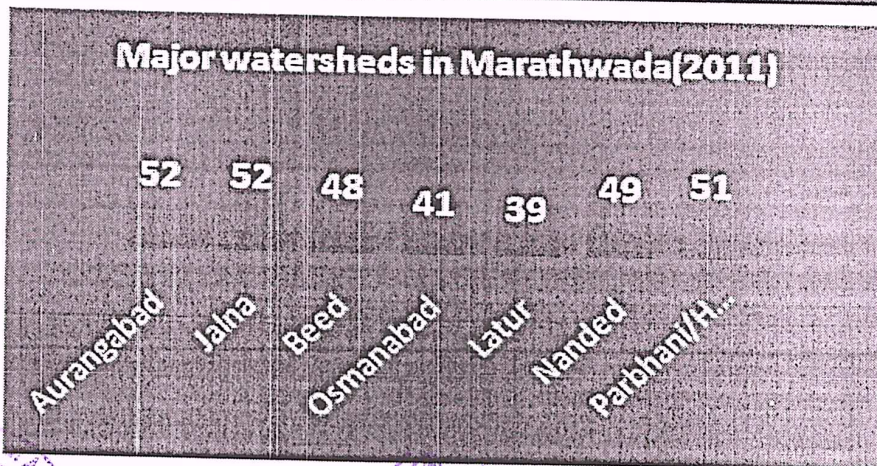 Major watersheds in Marathwada(2011)
52 52 48 41 39 49 51
Aurangabad Jalna Beed Osmanabad Latur Nanded Parbhani/H...